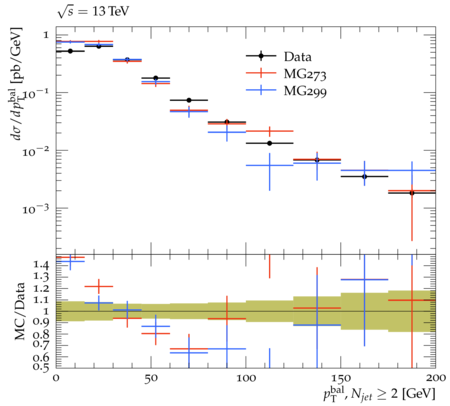 √s = 13 TeV
dσ/dp_T^bal [pb/GeV]
1
10⁻¹
10⁻²
10⁻³
Data
MG273
MG299
MC/Data
1.4
1.3
1.2
1.1
1
0.9
0.8
0.7
0.6
0.5
0 50 100 150 200
p_T^bal, N_jet ≥ 2 [GeV]